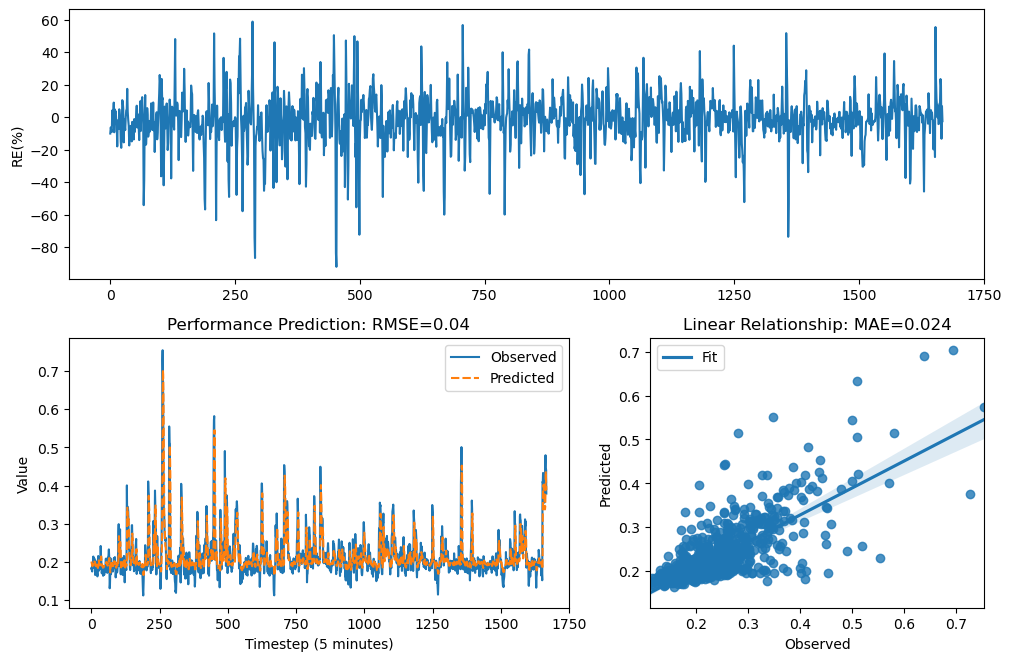 60
40
20
0
−20
−40
−60
−80
RE(%)
0 250 500 750 1000 1250 1500 1750
Performance Prediction: RMSE=0.04
Observed
Predicted
0.7
0.6
0.5
0.4
0.3
0.2
0.1
Value
0 250 500 750 1000 1250 1500 1750
Timestep (5 minutes)
Linear Relationship: MAE=0.024
Fit
0.7
0.6
0.5
0.4
0.3
0.2
Predicted
0.2 0.3 0.4 0.5 0.6 0.7
Observed